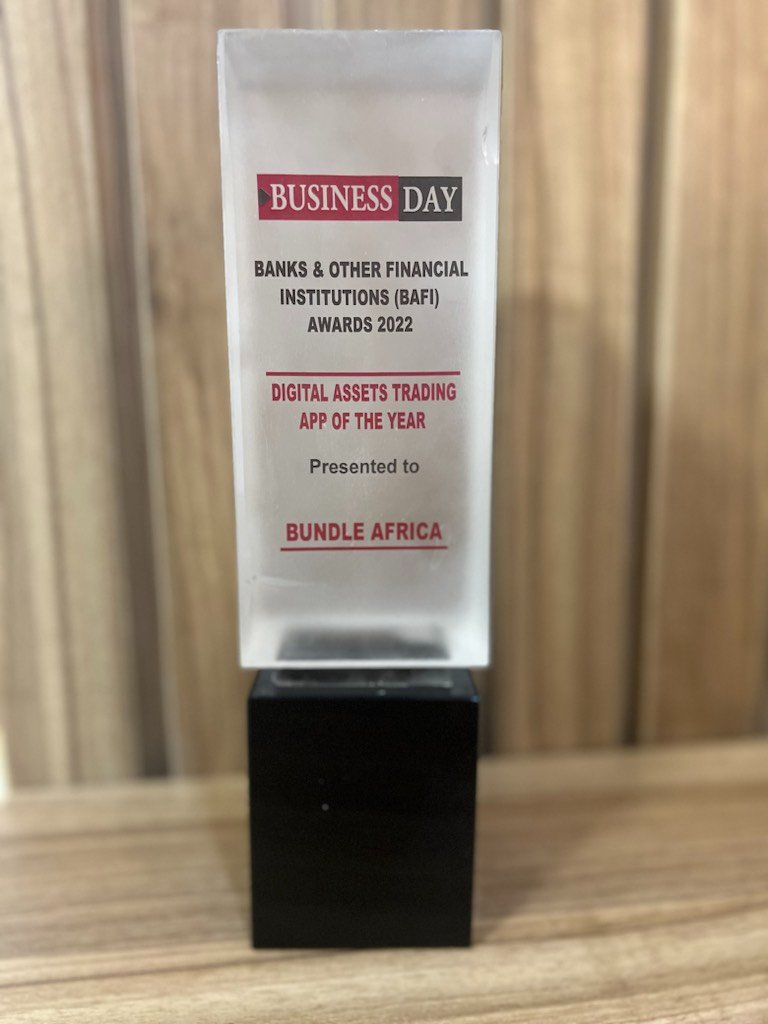 BUSINESS DAY
BANKS & OTHER FINANCIAL
INSTITUTIONS (BAFI)
AWARDS 2022
DIGITAL ASSETS TRADING
APP OF THE YEAR
Presented to
BUNDLE AFRICA